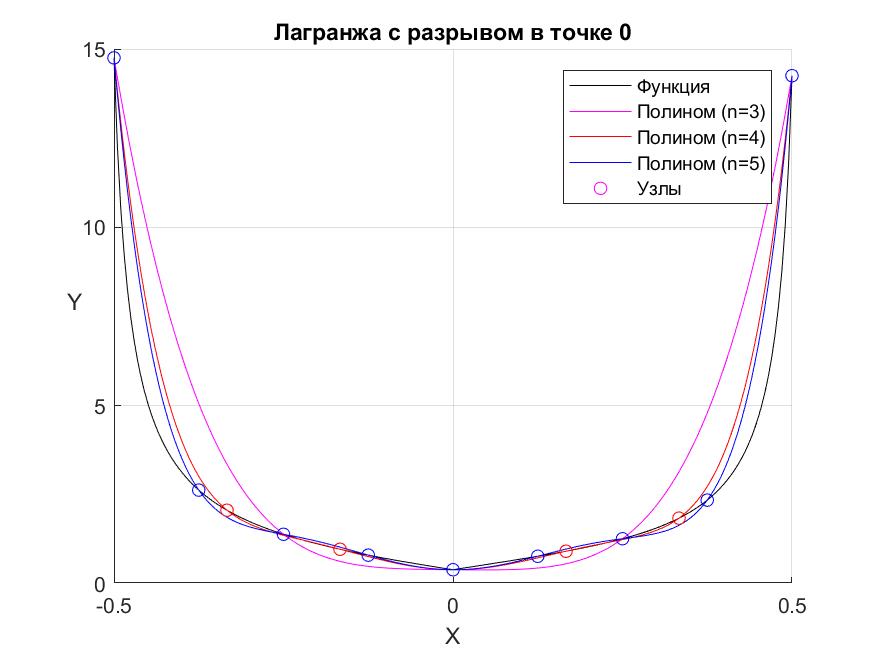 Лагранжа с разрывом в точке 0
15
Функция
Полином (n=3)
Полином (n=4)
Полином (n=5)
Узлы
10
Y
5
0
-0.5
0
0.5
X